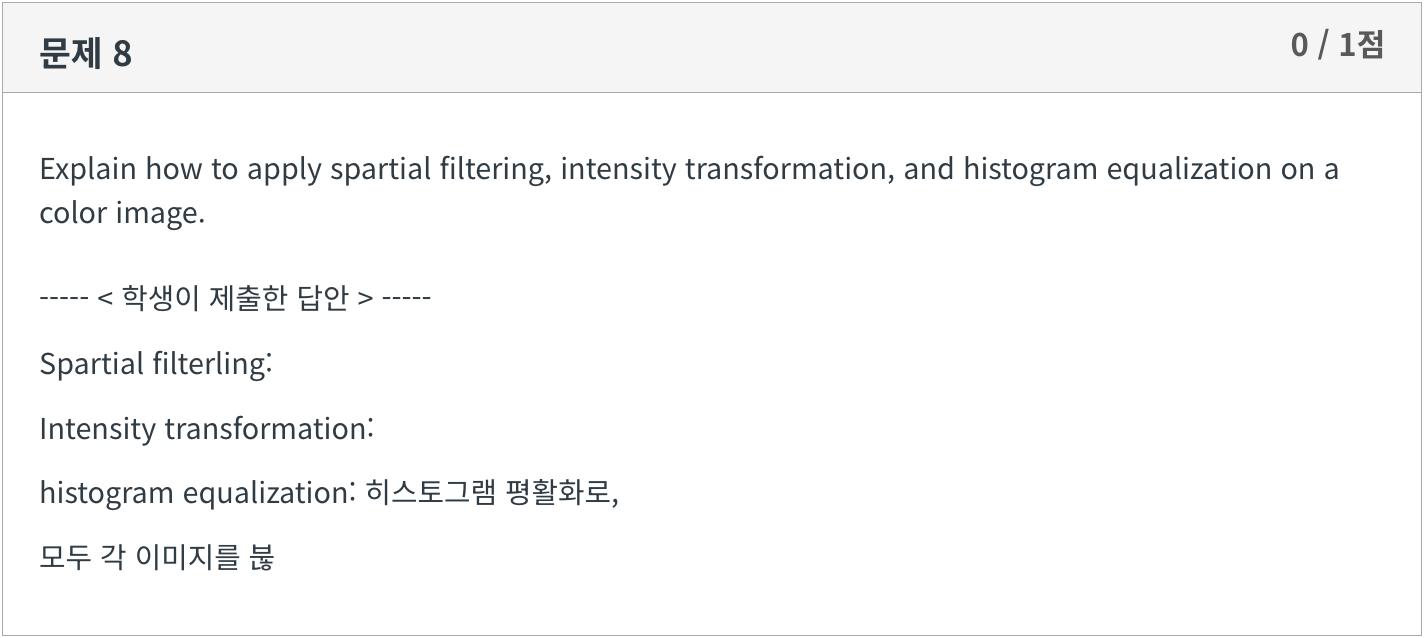 문제 8
0 / 1점
Explain how to apply spartial filtering, intensity transformation, and histogram equalization on a
color image.
----- < 학생이 제출한 답안 > -----
Spartial filterling:
Intensity transformation:
histogram equalization: 히스토그램 평활화로,
모두 각 이미지를